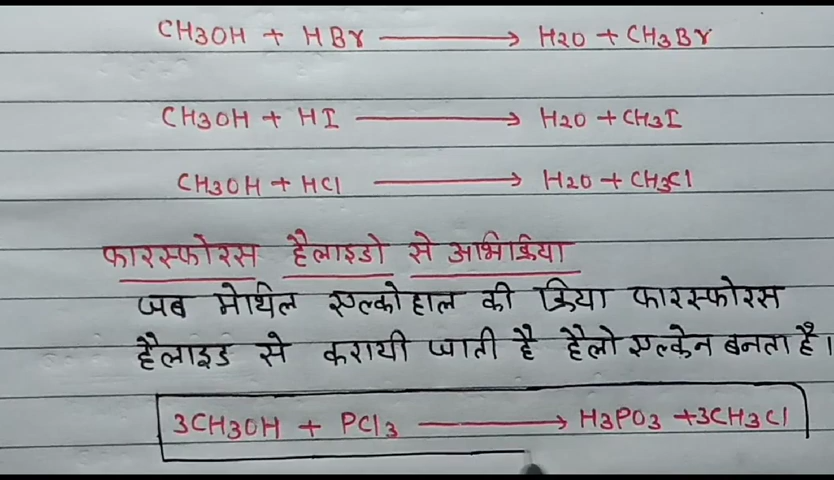 CH3OH + HBr ⟶ H2O + CH3Br
CH3OH + HI ⟶ H2O + CH3I
CH3OH + HCl ⟶ H2O + CH3Cl
फारस्फोरस हैलाइडो से अभिक्रिया
जब मेथिल एल्कोहाल की क्रिया फारस्फोरस
हैलाइड से करायी जाती है हैलो एल्केन बनता है।
3CH3OH + PCl3 ⟶ H3PO3 + 3CH3Cl